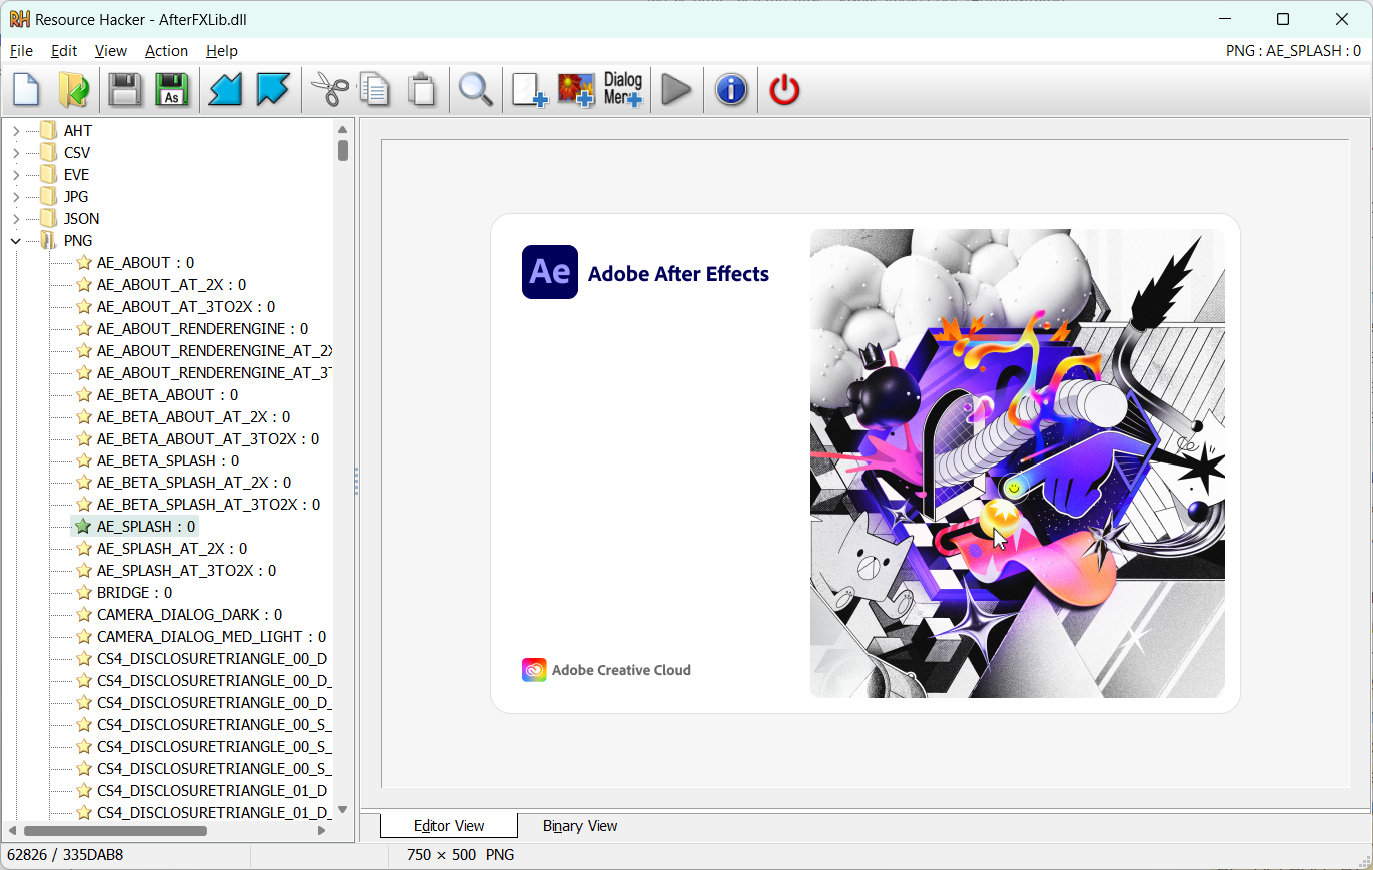 Resource Hacker - AfterFXLib.dll
File Edit View Action Help
PNG : AE_SPLASH : 0
As
Dialog
Mer
AHT
CSV
EVE
JPG
JSON
PNG
AE_ABOUT : 0
AE_ABOUT_AT_2X : 0
AE_ABOUT_AT_3TO2X : 0
AE_ABOUT_RENDERENGINE : 0
AE_ABOUT_RENDERENGINE_AT_2X
AE_ABOUT_RENDERENGINE_AT_3T
AE_BETA_ABOUT : 0
AE_BETA_ABOUT_AT_2X : 0
AE_BETA_ABOUT_AT_3TO2X : 0
AE_BETA_SPLASH : 0
AE_BETA_SPLASH_AT_2X : 0
AE_BETA_SPLASH_AT_3TO2X : 0
AE_SPLASH : 0
AE_SPLASH_AT_2X : 0
AE_SPLASH_AT_3TO2X : 0
BRIDGE : 0
CAMERA_DIALOG_DARK : 0
CAMERA_DIALOG_MED_LIGHT : 0
CS4_DISCLOSURETRIANGLE_00_D
CS4_DISCLOSURETRIANGLE_00_D_
CS4_DISCLOSURETRIANGLE_00_D_
CS4_DISCLOSURETRIANGLE_00_S_
CS4_DISCLOSURETRIANGLE_00_S_
CS4_DISCLOSURETRIANGLE_00_S_
CS4_DISCLOSURETRIANGLE_01_D
CS4_DISCLOSURETRIANGLE_01_D_
Ae
Adobe After Effects
Adobe Creative Cloud
Editor View
Binary View
62826 / 335DAB8
750 × 500 PNG